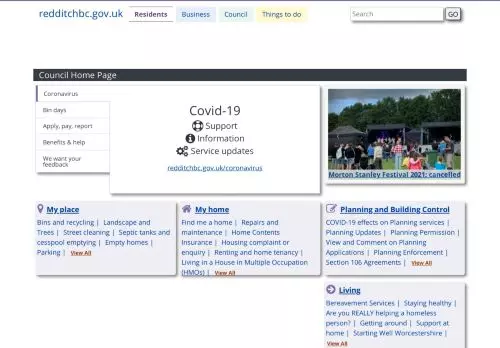 redditchbc.gov.uk Residents Business Council Things to do Search GO
Council Home Page
Coronavirus
Bin days
Apply, pay, report
Benefits & help
We want your
feedback
Covid-19
Support
Information
Service updates
redditchbc.gov.uk/coronavirus
Morton Stanley Festival 2021; cancelled
My place
Bins and recycling | Landscape and
Trees | Street cleaning | Septic tanks and
cesspool emptying | Empty homes |
Parking | View All
My home
Find me a home | Repairs and
maintenance | Home Contents
Insurance | Housing complaint or
enquiry | Renting and home tenancy |
Living in a House in Multiple Occupation
(HMOs) | View All
Planning and Building Control
COVID-19 effects on Planning services |
Planning Updates | Planning Permission |
View and Comment on Planning
Applications | Planning Enforcement |
Section 106 Agreements | View All
Living
Bereavement Services | Staying healthy |
Are you REALLY helping a homeless
person? | Getting around | Support at
home | Starting Well Worcestershire |